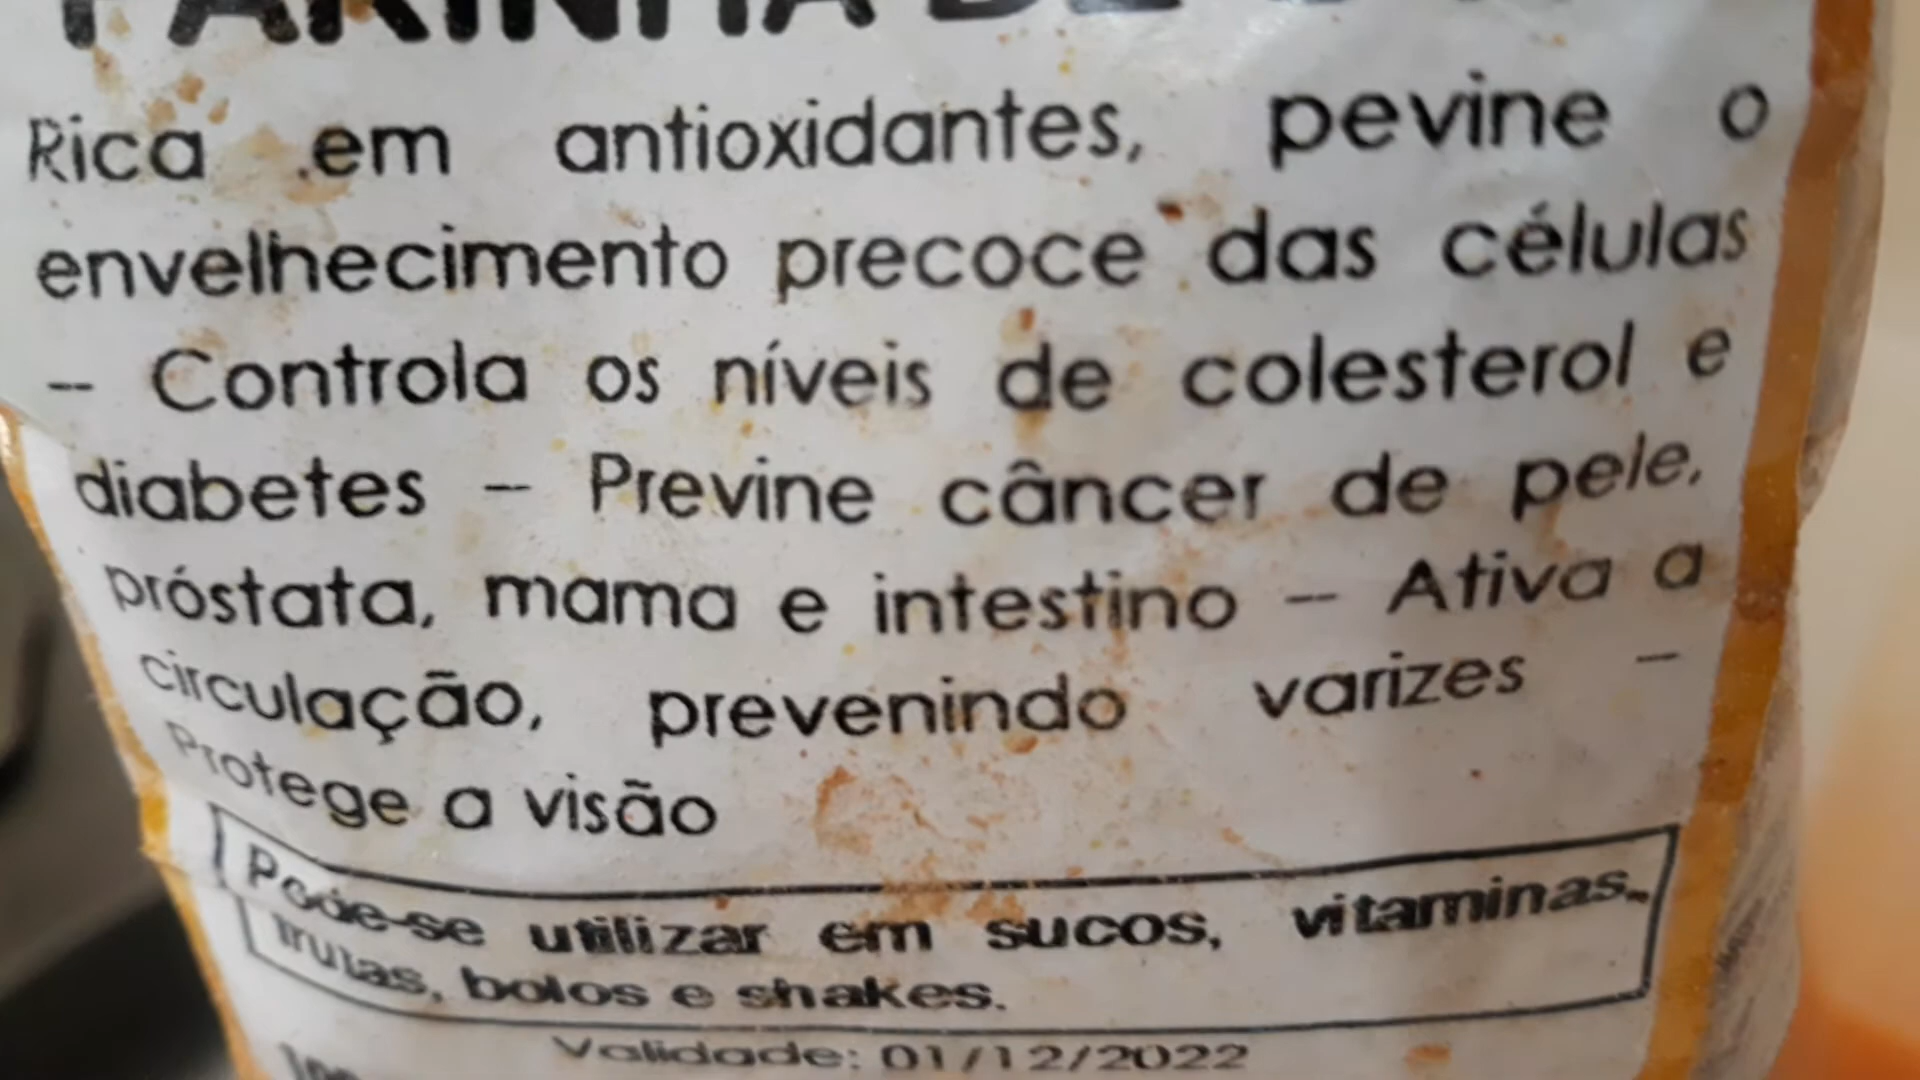 FARINHA DE
Rica em antioxidantes, pevine o
envelhecimento precoce das células
– Controla os níveis de colesterol e
diabetes – Previne câncer de pele,
próstata, mama e intestino – Ativa a
circulação, prevenindo varizes –
Protege a visão
Pode-se utilizar em sucos, vitaminas,
frutas, bolos e shakes.
Validade: 01/12/2022